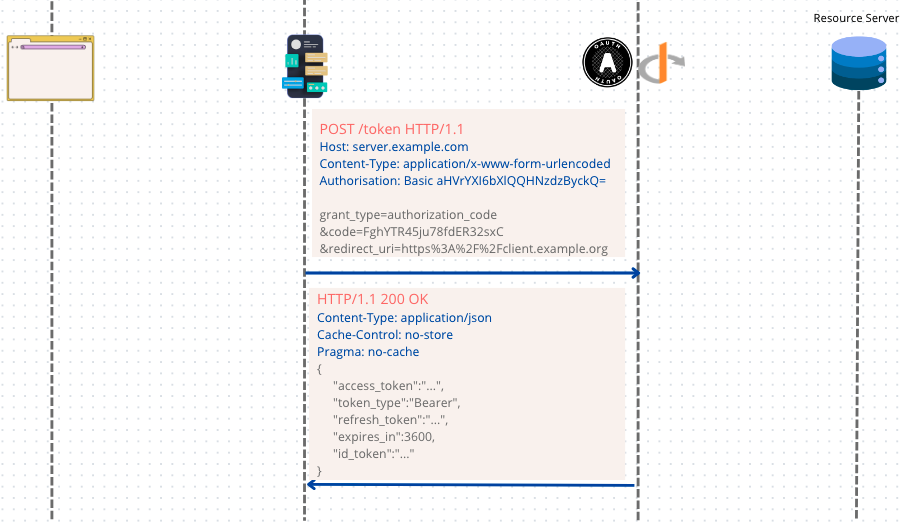 Resource Server
OAUTH
A
OAUTH
POST /token HTTP/1.1
Host: server.example.com
Content-Type: application/x-www-form-urlencoded
Authorisation: Basic aHVrYXI6bXlQQHNzdzByckQ=
grant_type=authorization_code
&code=FghYTR45ju78fdER32sxC
&redirect_uri=https%3A%2F%2Fclient.example.org
HTTP/1.1 200 OK
Content-Type: application/json
Cache-Control: no-store
Pragma: no-cache
{
"access_token":"...",
"token_type":"Bearer",
"refresh_token":"...",
"expires_in":3600,
"id_token":"..."
}